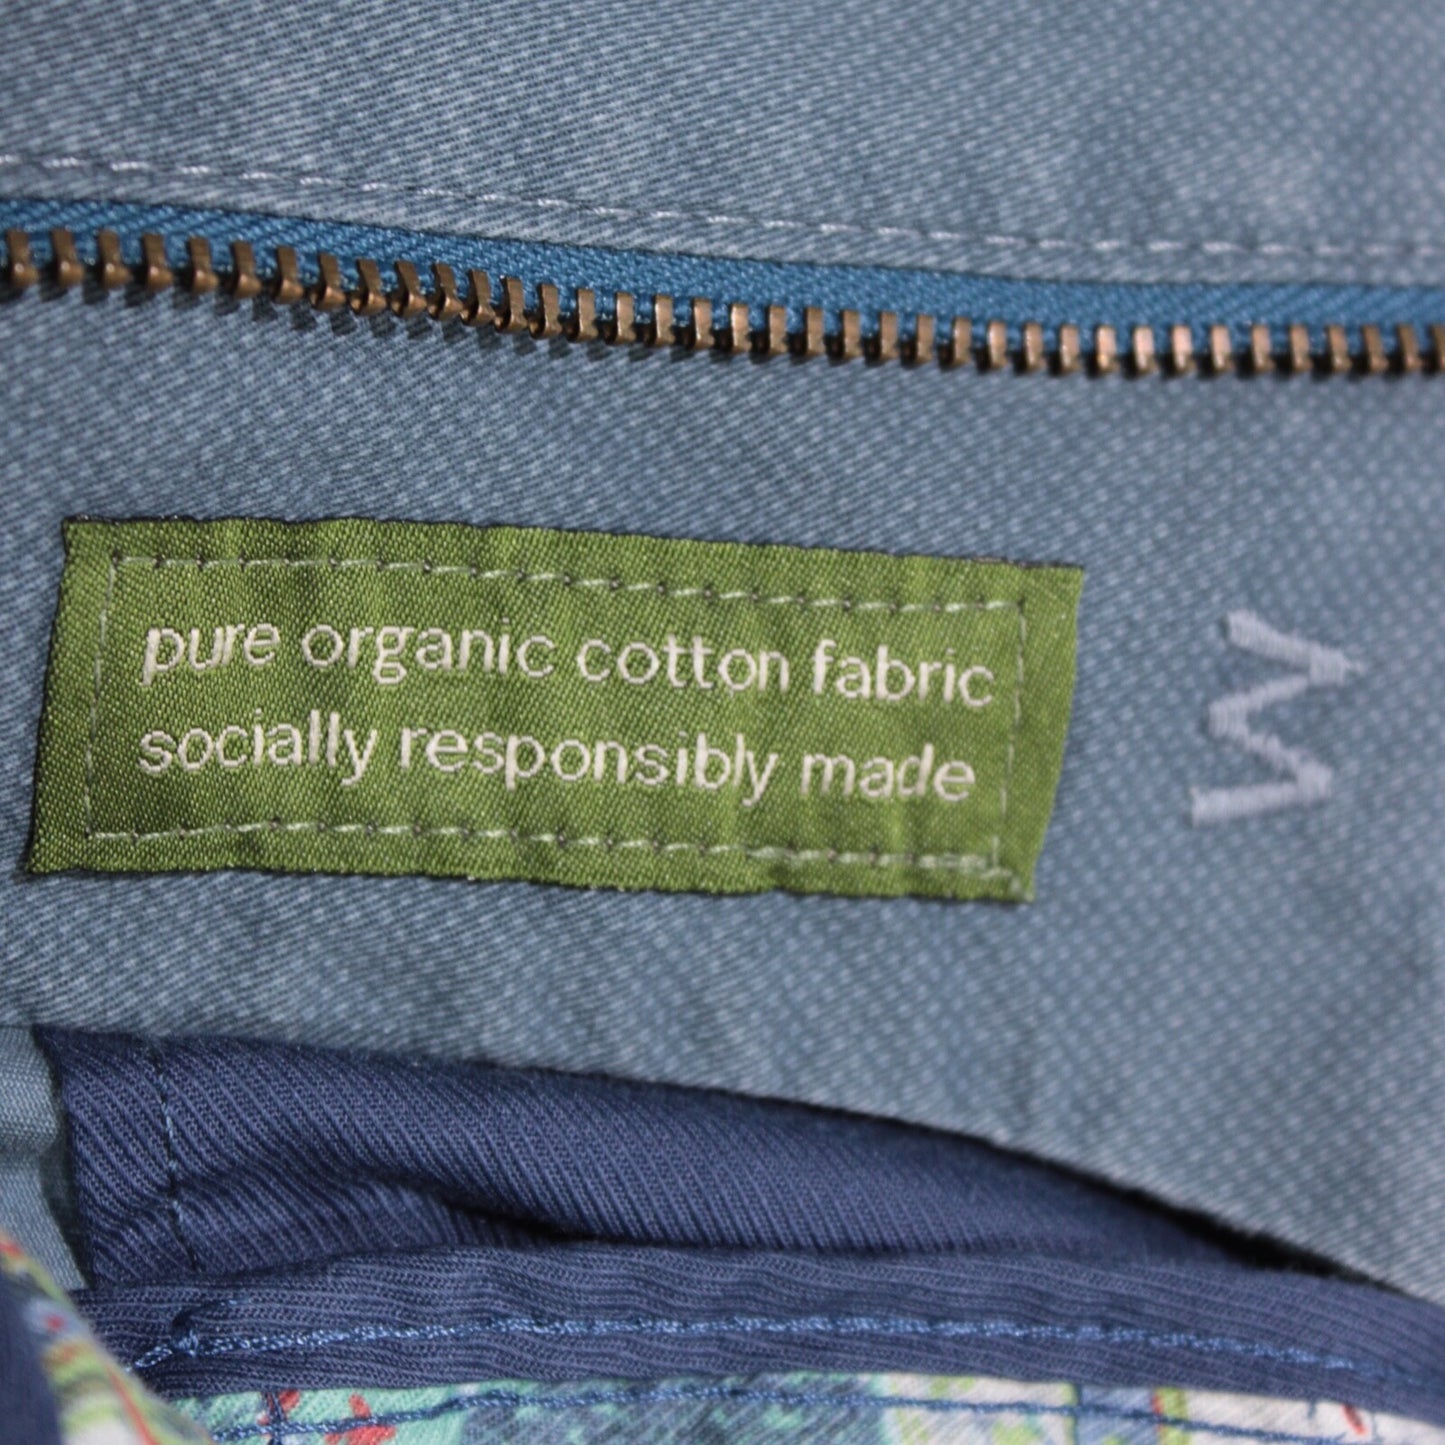 pure organic cotton fabric
socially responsibly made
M